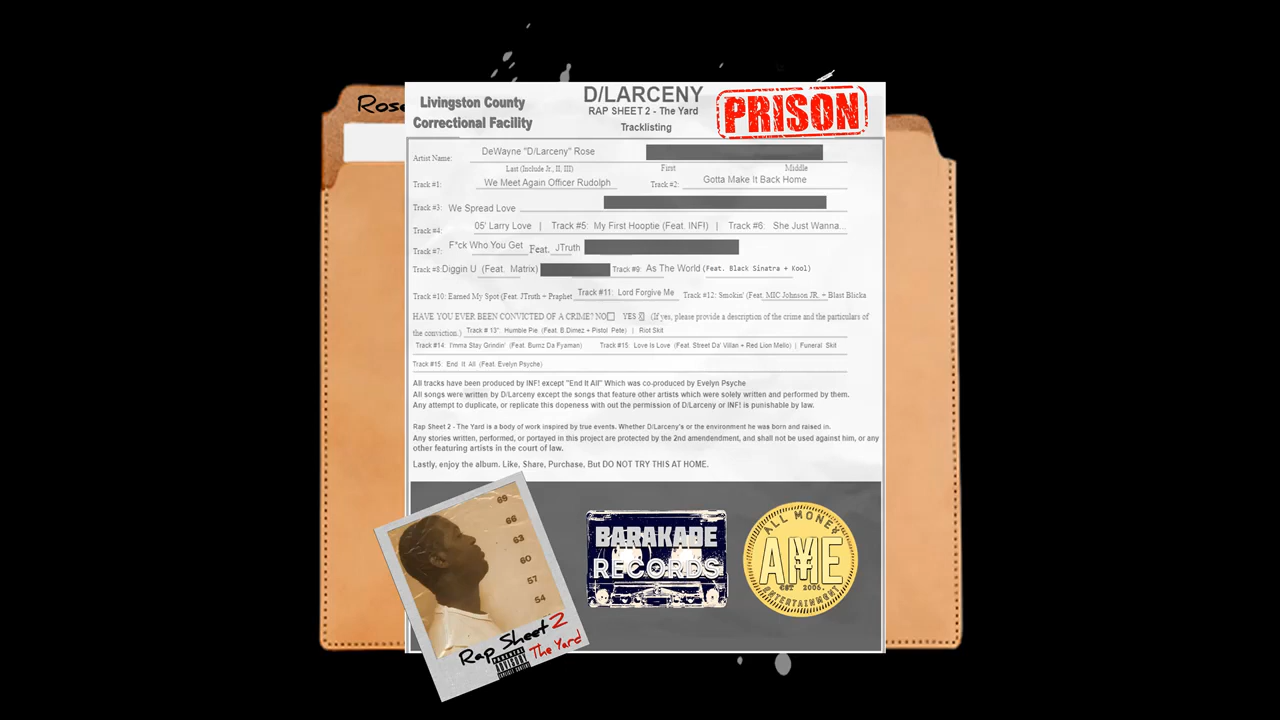 Rose
Livingston County
Correctional Facility
D/LARCENY
RAP SHEET 2 - The Yard
Tracklisting
PRISON
Artist Name: DeWayne "D/Larceny" Rose
Last (Include Jr., II, III) First Middle
Track #1: We Meet Again Officer Rudolph Track #2: Gotta Make It Back Home
Track #3: We Spread Love
Track #4: 05' Larry Love | Track #5: My First Hooptie (Feat. INF!) | Track #6. She Just Wanna...
Track #7: F*ck Who You Get Feat. JTruth
Track #8: Diggin U (Feat. Matrix) Track #9: As The World (Feat. Black Sinatra + Kool)
Track #10: Earned My Spot (Feat. JTruth + Prophet Track #11: Lord Forgive Me Track #12: Smokin' (Feat. MIC Johnson JR. + Blast Blicka
HAVE YOU EVER BEEN CONVICTED OF A CRIME? NO YES (If yes, please provide a description of the crime and the particulars of
the conviction.) Track # 13": Humble Pie (Feat. B.Dimez + Pistol Pete) | Riot Skit
Track #14: I'mma Stay Grindin' (Feat. Burnz Da Fyaman) Track #15: Love Is Love (Feat. Street Da' Villan + Red Lion Mello) ( Funeral Skit
Track #15: End It All (Feat. Evelyn Psyche)
All tracks have been produced by INF! except "End It All" Which was co-produced by Evelyn Psyche
All songs were written by D/Larceny except the songs that feature other artists which were solely written and performed by them.
Any attempt to duplicate, or replicate this dopeness with out the permission of D/Larceny or INF! is punishable by law.
Rap Sheet 2 - The Yard is a body of work inspired by true events. Whether D/Larceny's or the environment he was born and raised in.
Any stories written, performed, or portayed in this project are protected by the 2nd amendendment, and shall not be used against him, or any
other featuring artists in the court of law.
Lastly, enjoy the album. Like, Share, Purchase, But DO NOT TRY THIS AT HOME.
69
66
63
60
57
54
Rap Sheet 2
The Yard
PARENTAL
ADVISORY
EXPLICIT CONTENT
BARAKADE
RECORDS
ALL MONEY
AME
EST 2006.
ENTERTAINMENT